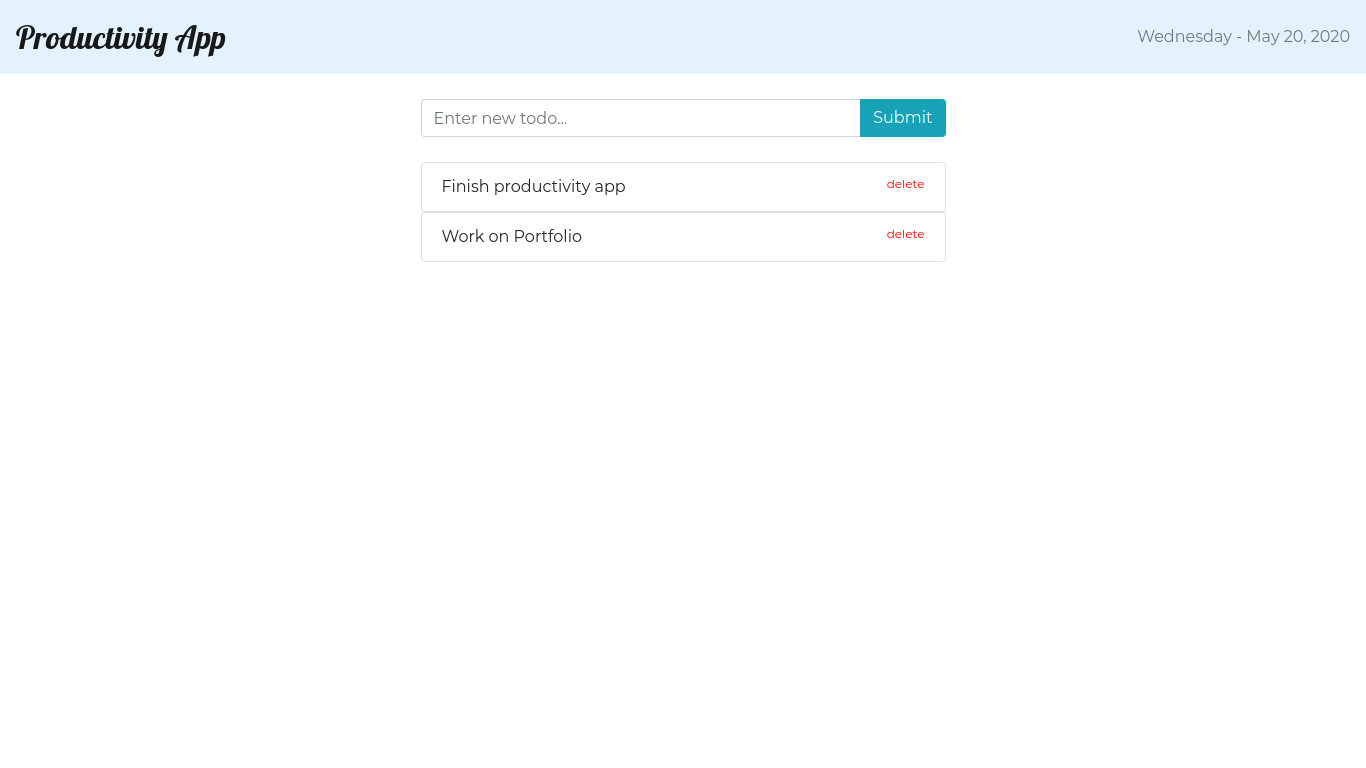 Productivity App
Wednesday - May 20, 2020
Enter new todo...
Submit
Finish productivity app
delete
Work on Portfolio
delete